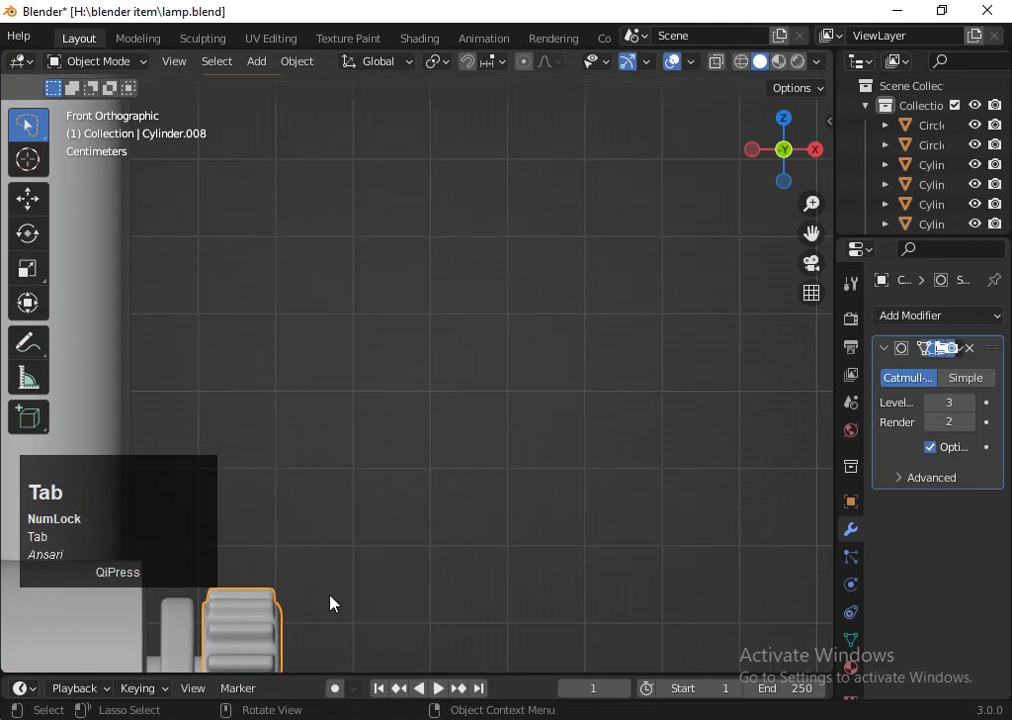 Blender* [H:\blender item\lamp.blend]
Help Layout Modeling Sculpting UV Editing Texture Paint Shading Animation Rendering Co Scene ViewLayer
Object Mode View Select Add Object Global
Options
Front Orthographic
(1) Collection | Cylinder.008
Centimeters
Z
-Y
X
Scene Collec
Collectio
Circl
Circl
Cylin
Cylin
Cylin
Cylin
C... > S...
Add Modifier
Catmull-... Simple
Level... 3
Render 2
Opti...
Advanced
Tab
NumLock
Tab
Ansari
QiPress
Activate Windows
Go to Settings to activate Windows.
Playback Keying View Marker 1 Start 1 End 250
Select Lasso Select Rotate View Object Context Menu 3.0.0